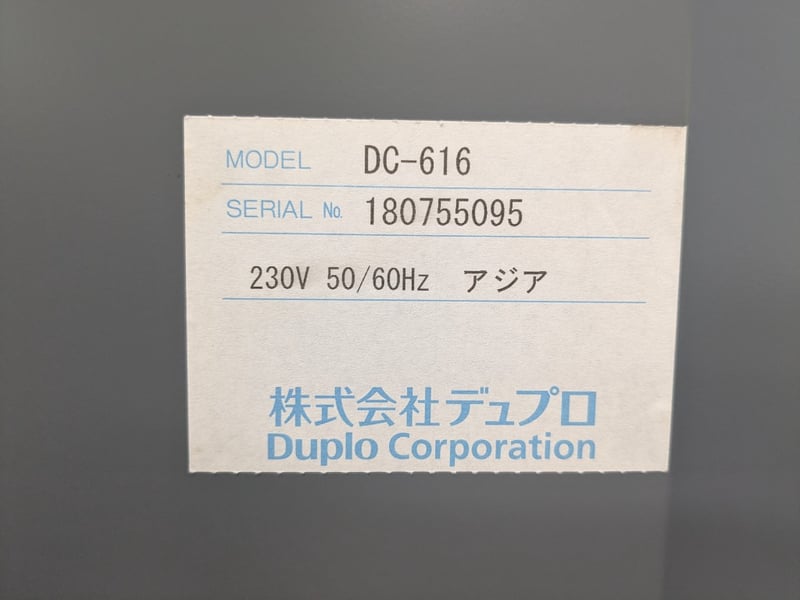 MODEL DC-616
SERIAL No. 180755095
230V 50/60Hz アジア
株式会社デュプロ
Duplo Corporation